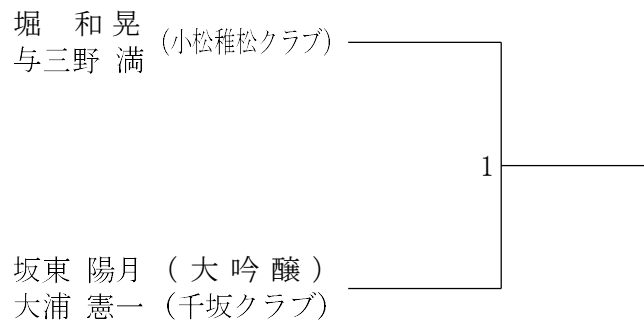 堀 和晃
与三野 満 (小松稚松クラブ)
1
坂東 陽月 (大吟醸)
大浦 憲一 (千坂クラブ)